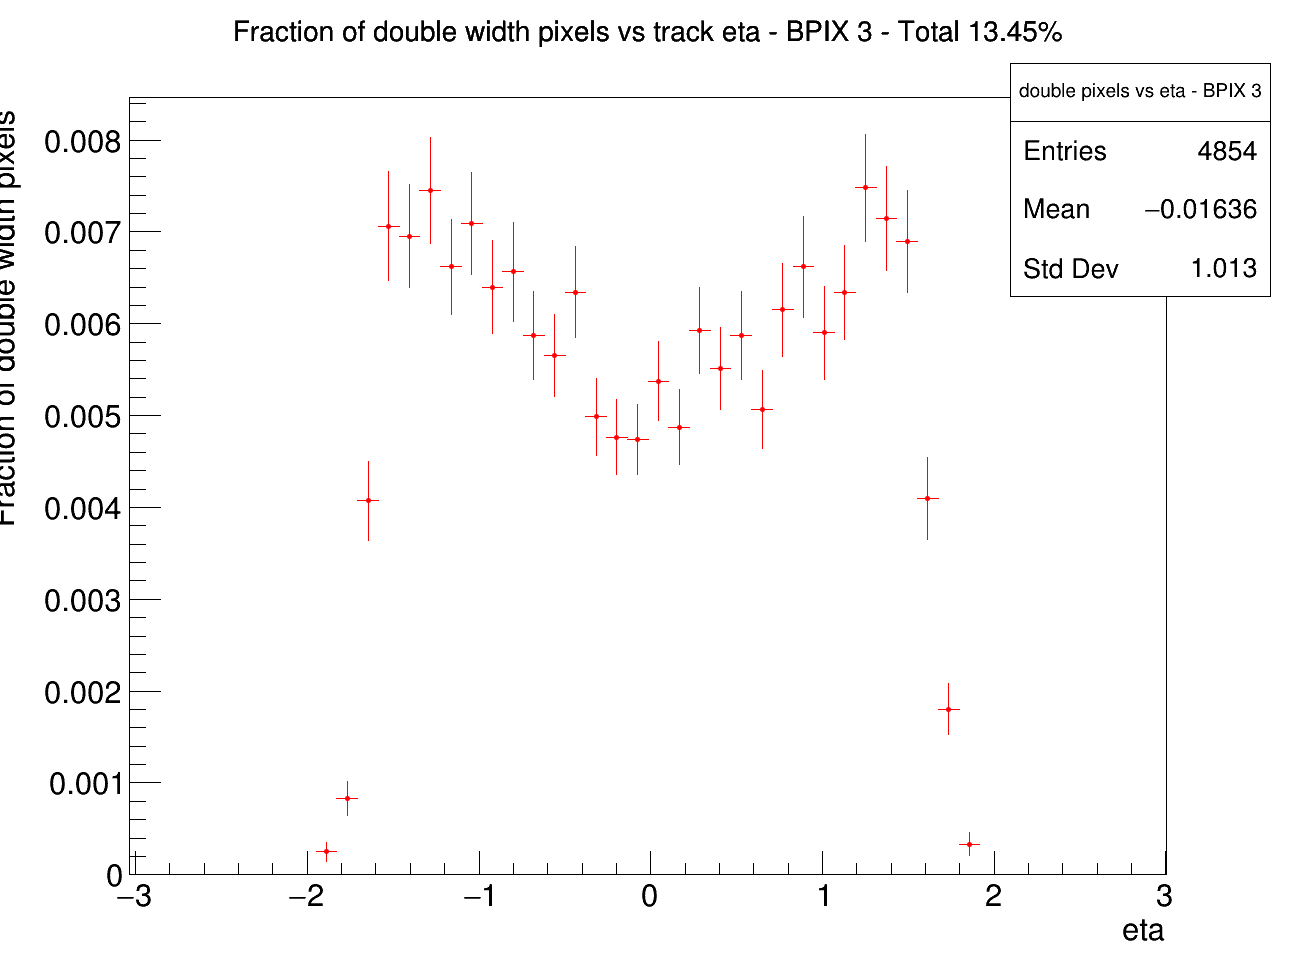 Fraction of double width pixels vs track eta - BPIX 3 - Total 13.45%
double pixels vs eta - BPIX 3
Entries 4854
Mean −0.01636
Std Dev 1.013
Fraction of double width pixels
0.008
0.007
0.006
0.005
0.004
0.003
0.002
0.001
0
−3 −2 −1 0 1 2 3
eta